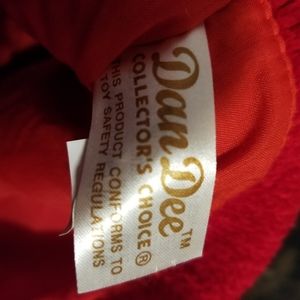 Dan Dee™
COLLECTOR'S CHOICE®
THIS PRODUCT CONFORMS TO
TOY SAFETY REGULATIONS